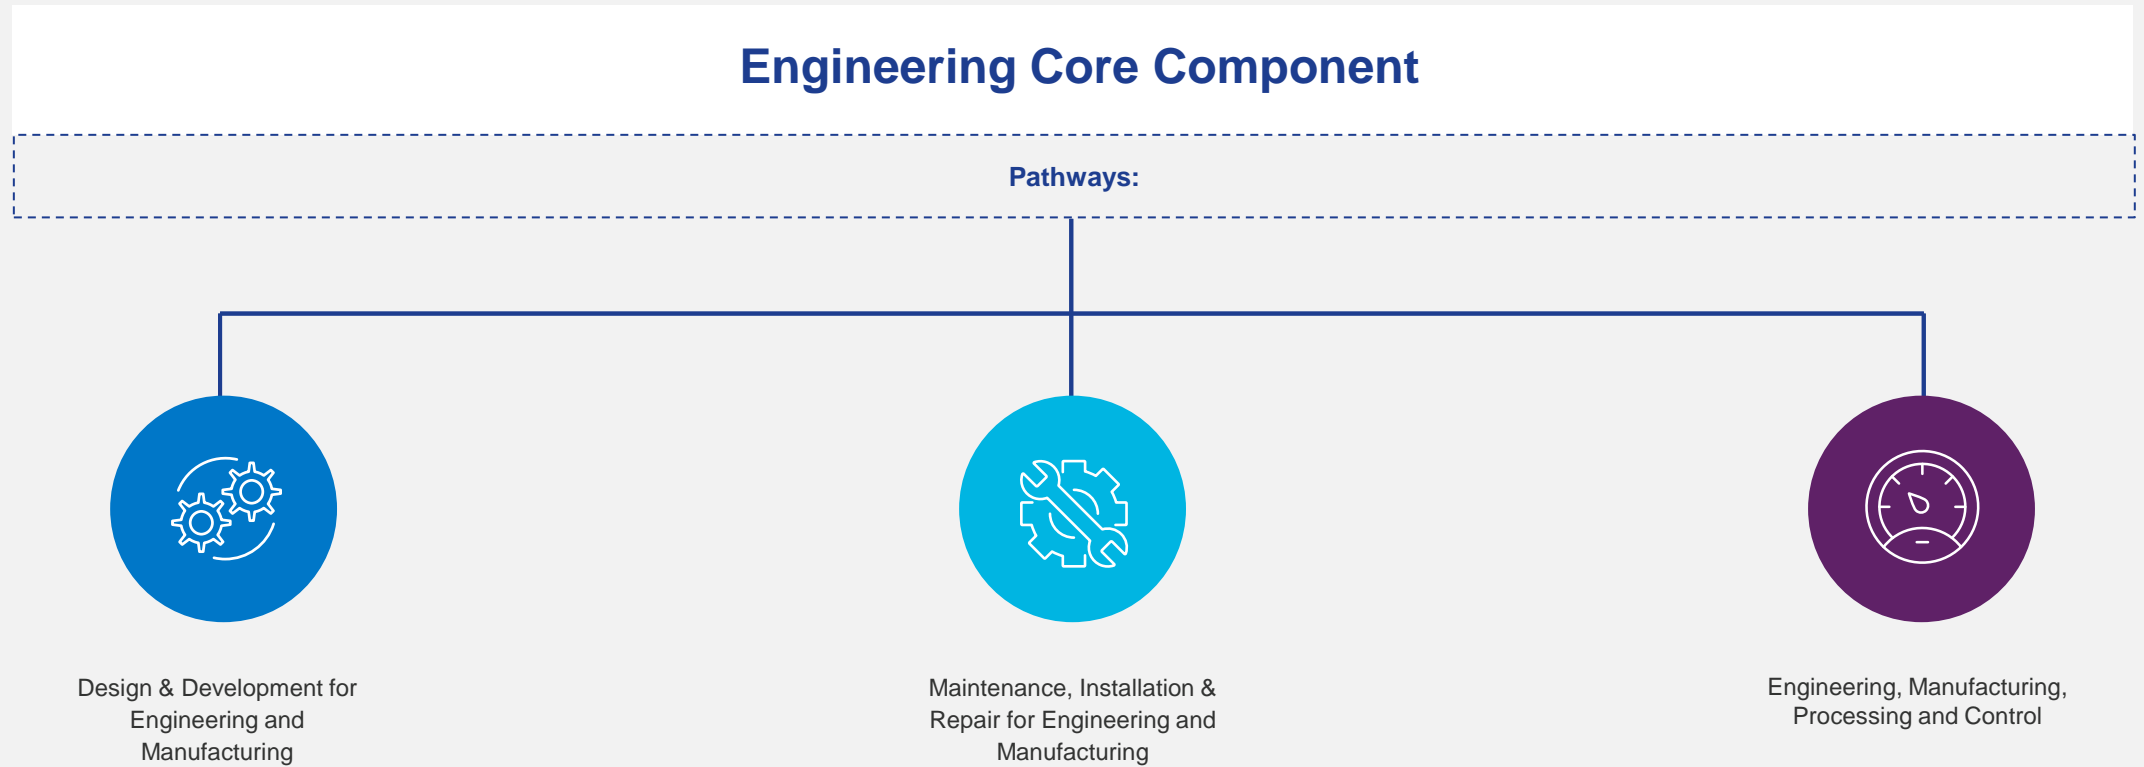 Engineering Core Component
Pathways:
Design & Development for
Engineering and
Manufacturing
Maintenance, Installation &
Repair for Engineering and
Manufacturing
Engineering, Manufacturing,
Processing and Control